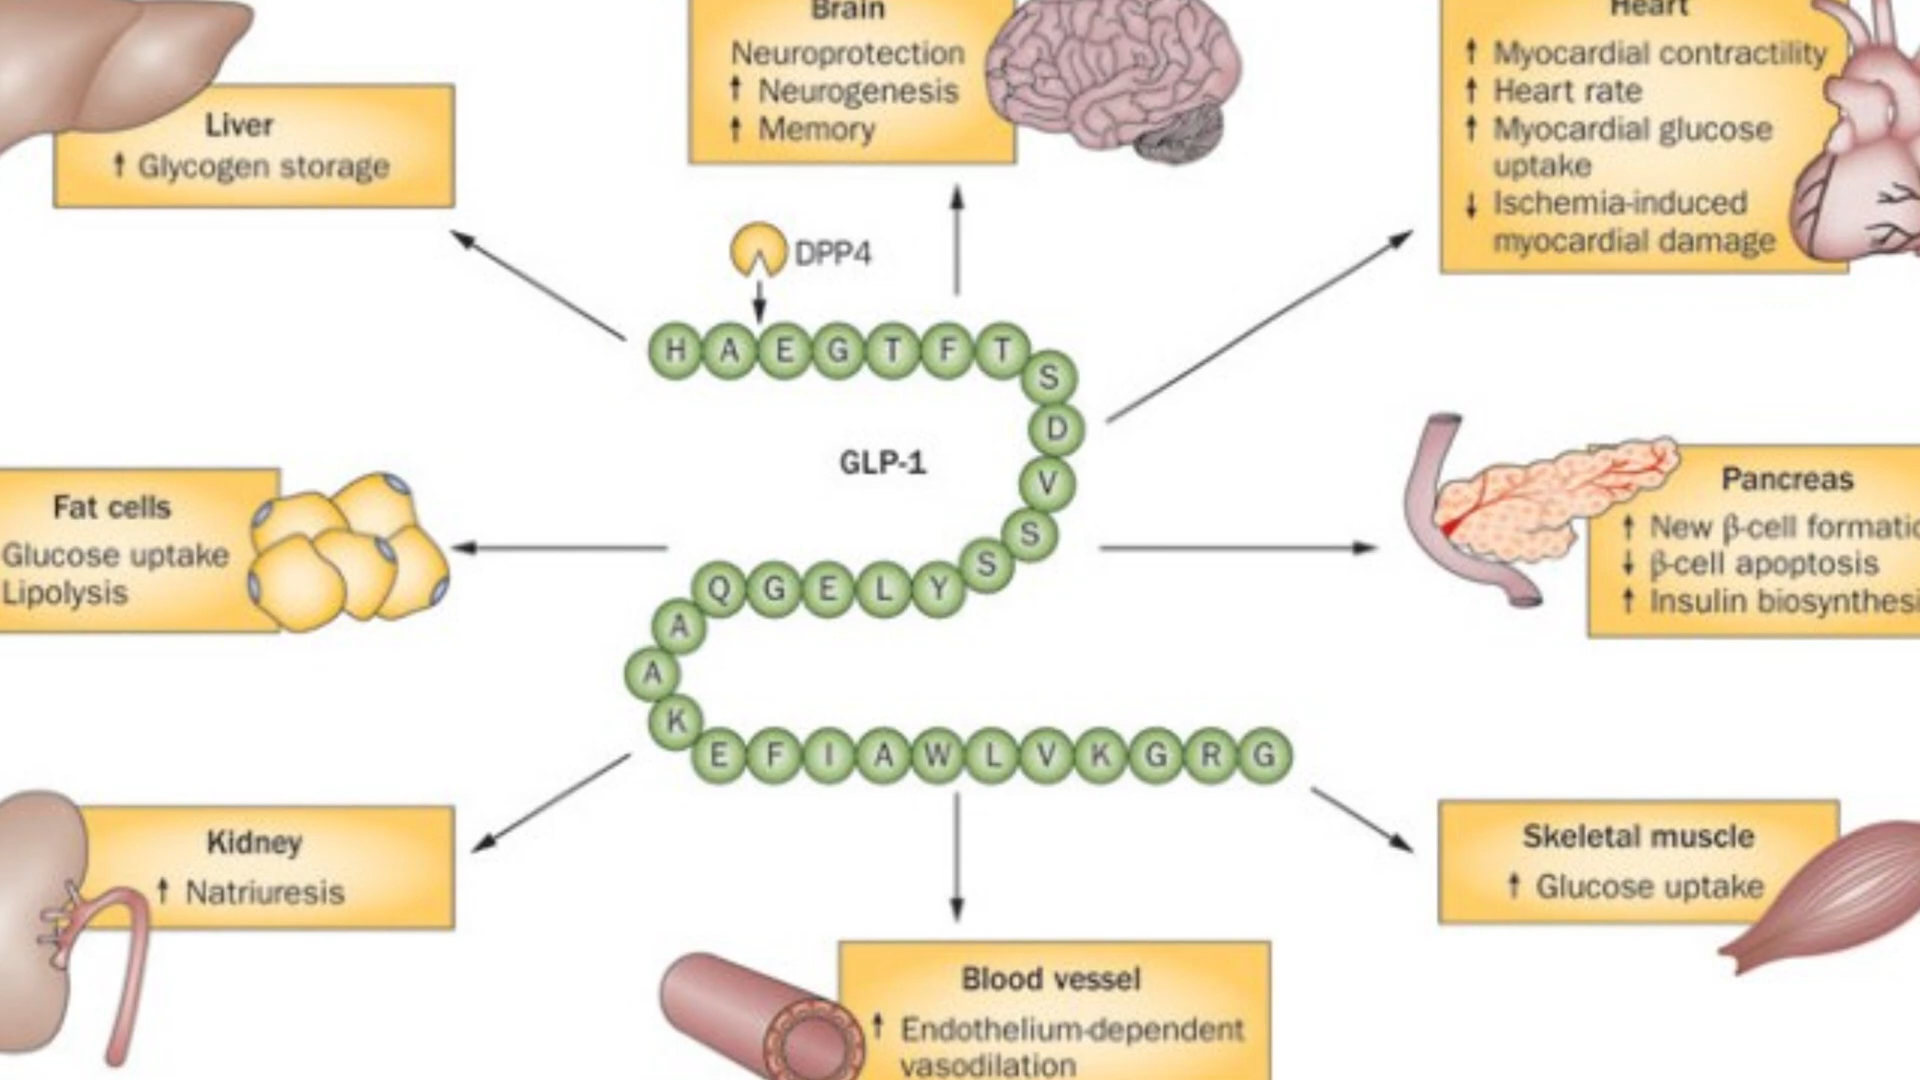 Liver
↑ Glycogen storage
Brain
Neuroprotection
↑ Neurogenesis
↑ Memory
Heart
↑ Myocardial contractility
↑ Heart rate
↑ Myocardial glucose
uptake
↓ Ischemia-induced
myocardial damage
DPP4
H A E G T F T
S
D
V
S
S
GLP-1
Q G E L Y
A
A
K
E F I A W L V K G R G
Fat cells
Glucose uptake
Lipolysis
Pancreas
↑ New β-cell
↓ β-cell apoptosis
↑ Insulin
Kidney
↑ Natriuresis
Skeletal muscle
↑ Glucose uptake
Blood vessel
↑ Endothelium-dependent
vasodilation